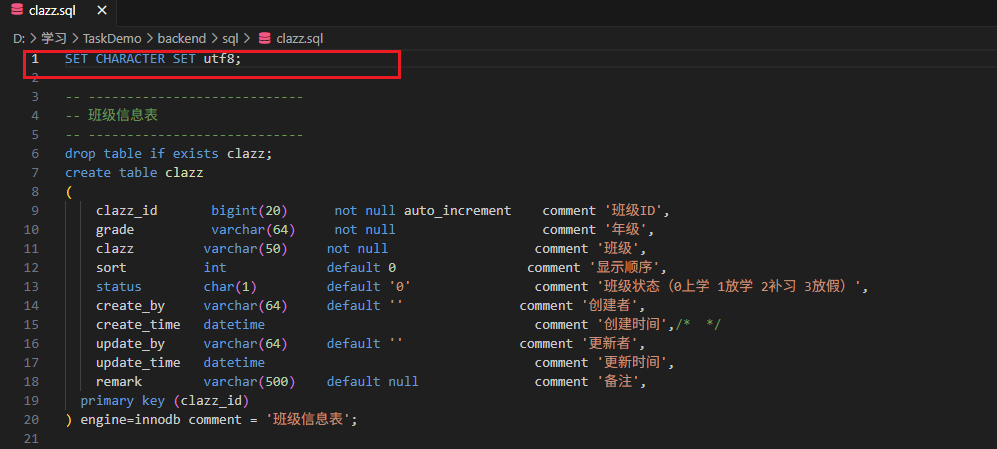 clazz.sql
D: > 学习 > TaskDemo > backend > sql > clazz.sql
1 SET CHARACTER SET utf8;
2
3 -- ----------------------------
4 -- 班级信息表
5 -- ----------------------------
6 drop table if exists clazz;
7 create table clazz
8 (
9 clazz_id bigint(20) not null auto_increment comment '班级ID',
10 grade varchar(64) not null comment '年级',
11 clazz varchar(50) not null comment '班级',
12 sort int default 0 comment '显示顺序',
13 status char(1) default '0' comment '班级状态（0上学 1放学 2补习 3放假）',
14 create_by varchar(64) default '' comment '创建者',
15 create_time datetime comment '创建时间',/*  */
16 update_by varchar(64) default '' comment '更新者',
17 update_time datetime comment '更新时间',
18 remark varchar(500) default null comment '备注',
19 primary key (clazz_id)
20 ) engine=innodb comment = '班级信息表';
21